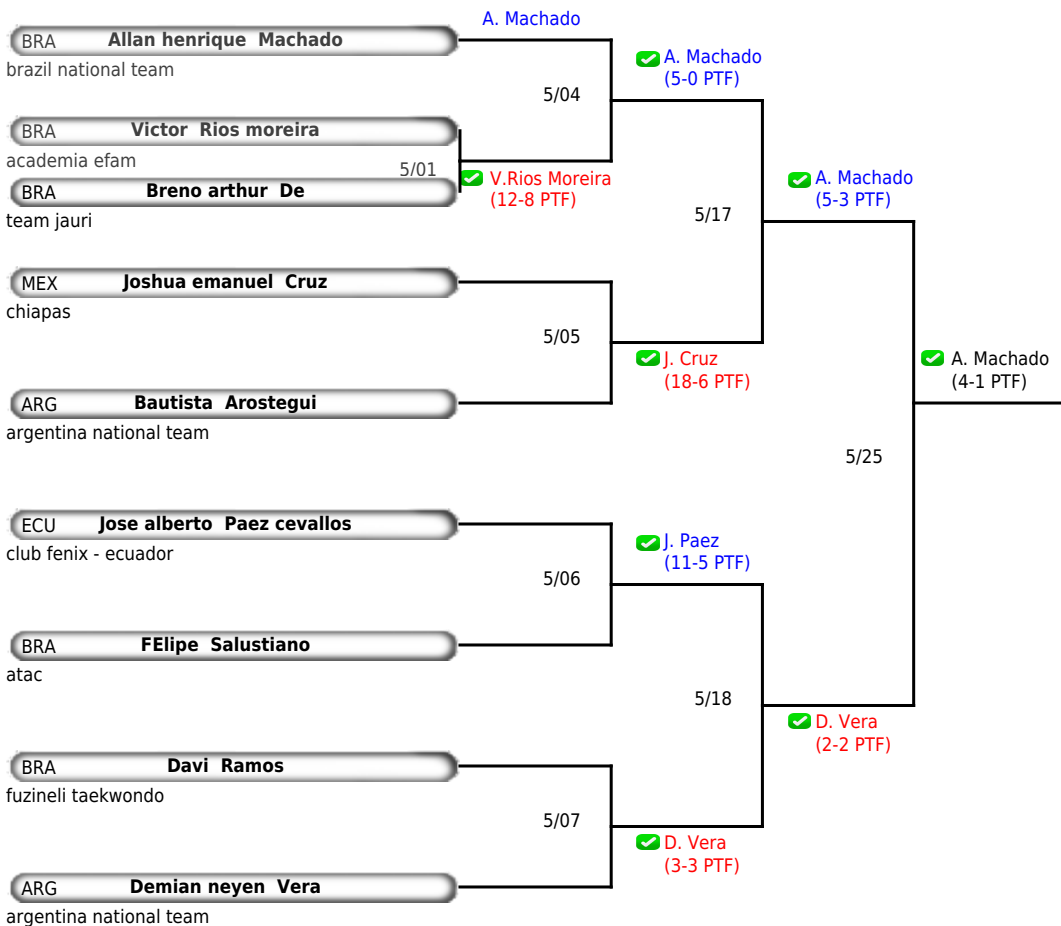 A. Machado
BRA Allan henrique Machado
brazil national team
A. Machado
(5-0 PTF)
5/04
BRA Victor Rios moreira
academia efam
5/01
V.Rios Moreira
(12-8 PTF)
BRA Breno arthur De
team jauri
A. Machado
(5-3 PTF)
5/17
MEX Joshua emanuel Cruz
chiapas
5/05
J. Cruz
(18-6 PTF)
A. Machado
(4-1 PTF)
ARG Bautista Arostegui
argentina national team
5/25
ECU Jose alberto Paez cevallos
club fenix - ecuador
J. Paez
(11-5 PTF)
5/06
BRA FElipe Salustiano
atac
5/18
D. Vera
(2-2 PTF)
BRA Davi Ramos
fuzineli taekwondo
5/07
D. Vera
(3-3 PTF)
ARG Demian neyen Vera
argentina national team